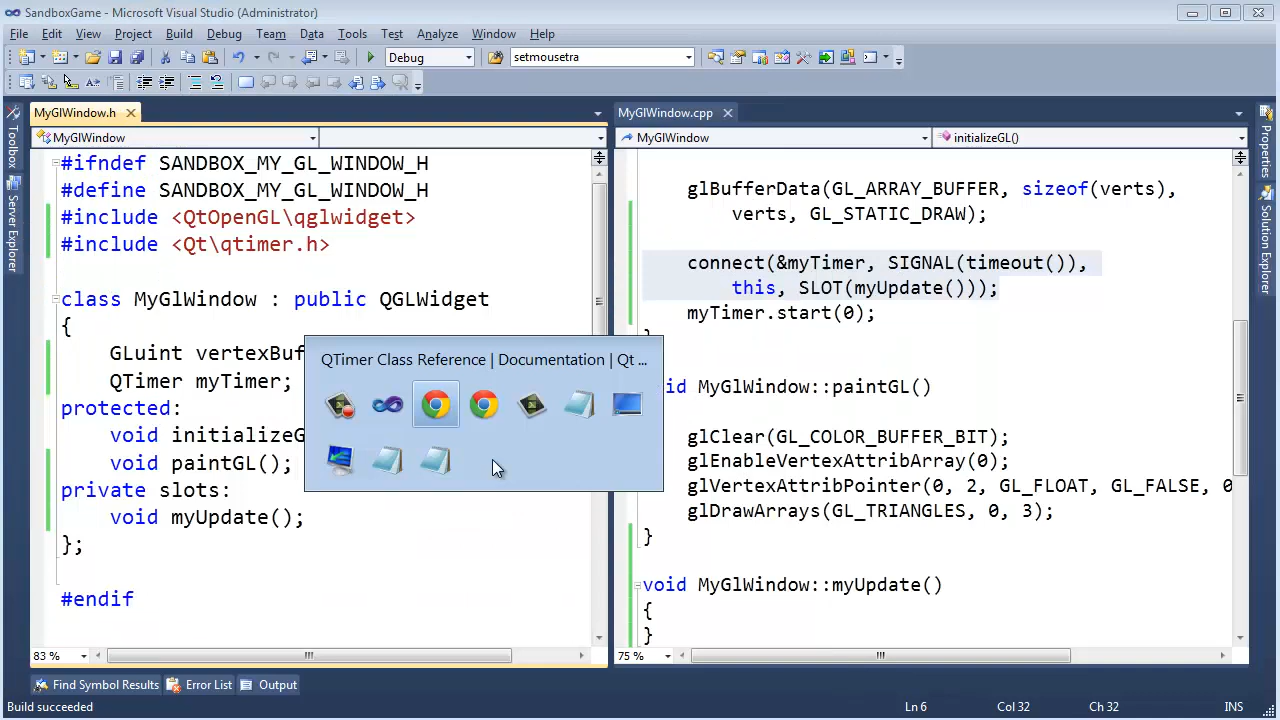 SandboxGame - Microsoft Visual Studio (Administrator)
File Edit View Project Build Debug Team Data Tools Test Analyze Window Help
Debug setmousetra
MyGlWindow.h
MyGlWindow
#ifndef SANDBOX_MY_GL_WINDOW_H
#define SANDBOX_MY_GL_WINDOW_H
#include <QtOpenGL\qglwidget>
#include <Qt\qtimer.h>
class MyGlWindow : public QGLWidget
{
GLuint vertexBuf
QTimer myTimer;
protected:
void initializeG
void paintGL();
private slots:
void myUpdate();
};
#endif
83 %
MyGlWindow.cpp
MyGlWindow initializeGL()
glBufferData(GL_ARRAY_BUFFER, sizeof(verts),
verts, GL_STATIC_DRAW);
connect(&myTimer, SIGNAL(timeout()),
this, SLOT(myUpdate()));
myTimer.start(0);
id MyGlWindow::paintGL()
glClear(GL_COLOR_BUFFER_BIT);
glEnableVertexAttribArray(0);
glVertexAttribPointer(0, 2, GL_FLOAT, GL_FALSE, 0
glDrawArrays(GL_TRIANGLES, 0, 3);
}
void MyGlWindow::myUpdate()
{
}
75 %
QTimer Class Reference | Documentation | Qt ...
Toolbox
Server Explorer
Properties
Solution Explorer
Find Symbol Results Error List Output
Build succeeded Ln 6 Col 32 Ch 32 INS